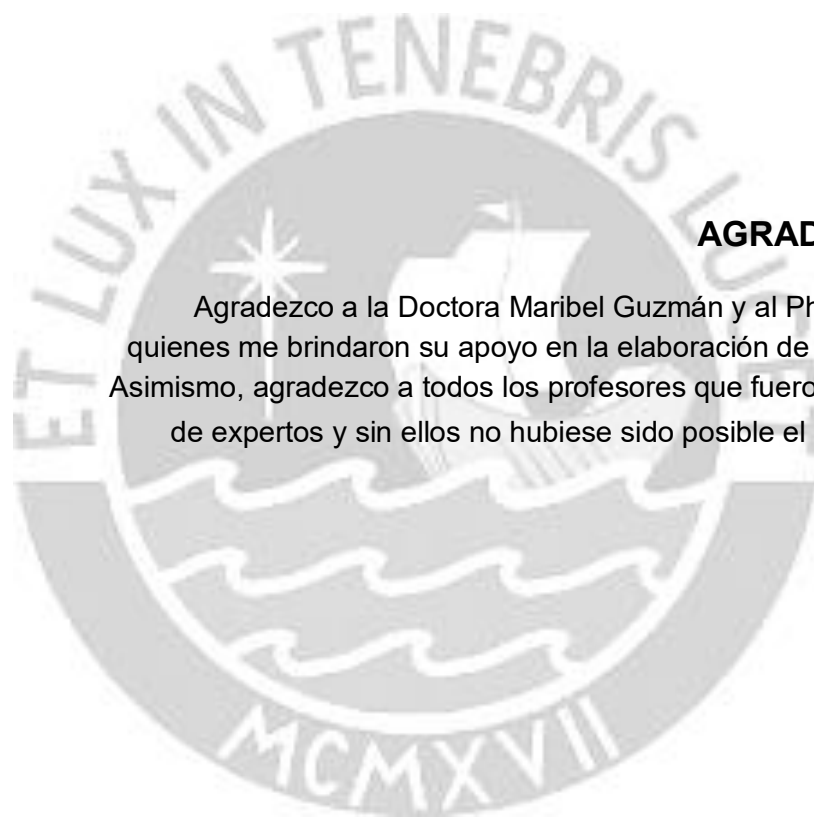 ET LUX IN TENEBRIS LUCET
AGRAD
Agradezco a la Doctora Maribel Guzmán y al Ph
quienes me brindaron su apoyo en la elaboración de
Asimismo, agradezco a todos los profesores que fuero
de expertos y sin ellos no hubiese sido posible el
MCMXVII